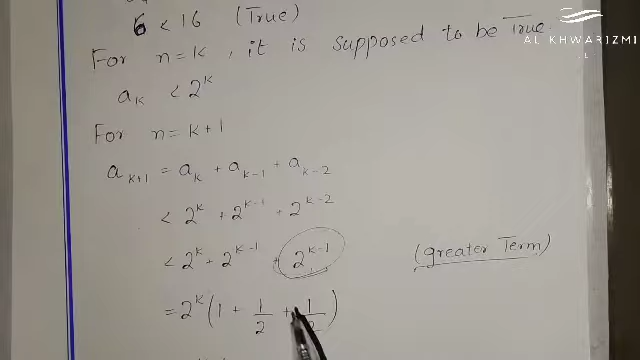 6 < 16 (True)
For n = k, it is supposed to be True.
AL KHWARIZMI
a_k < 2^k
For n = k+1
a_{k+1} = a_k + a_{k-1} + a_{k-2}
< 2^k + 2^{k-1} + 2^{k-2}
< 2^k + 2^{k-1} + 2^{k-1} (greater Term)
= 2^k (1 + 1/2 + 1/2)